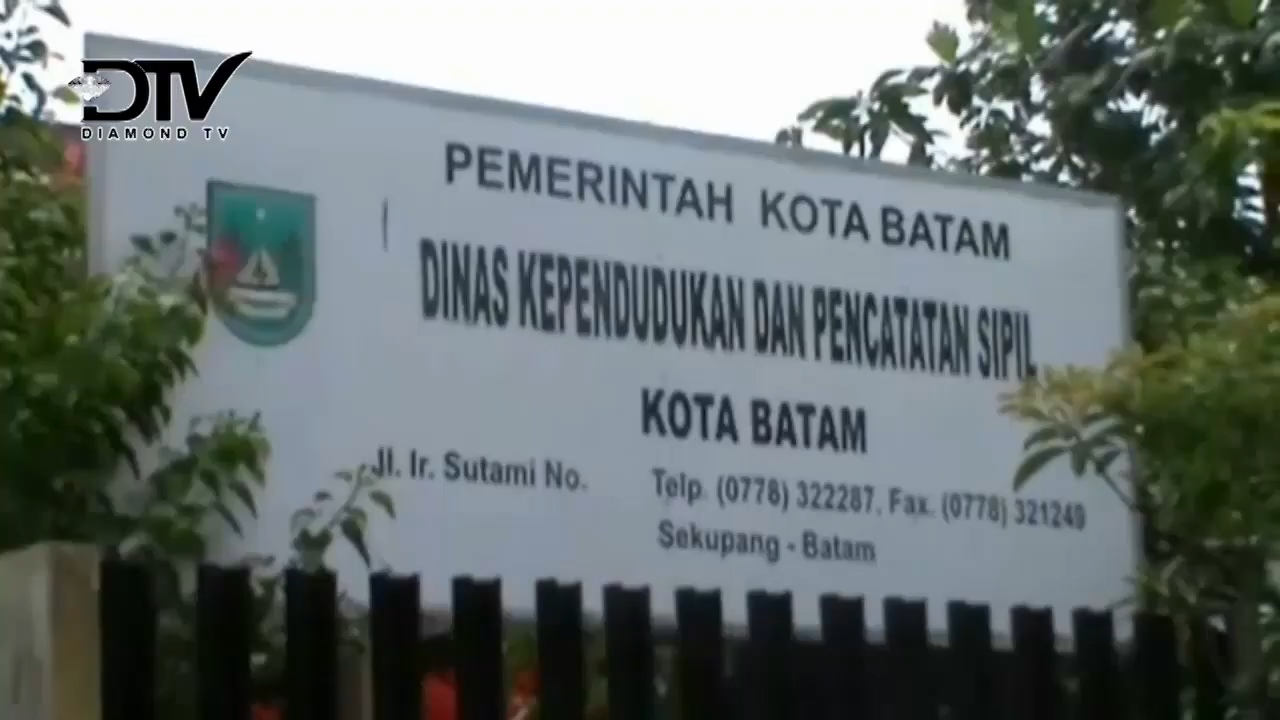 DTV
DIAMOND TV
PEMERINTAH KOTA BATAM
DINAS KEPENDUDUKAN DAN PENCATATAN SIPIL
KOTA BATAM
Jl. Ir. Sutami No. Telp. (0778) 322287, Fax. (0778) 321249
Sekupang - Batam